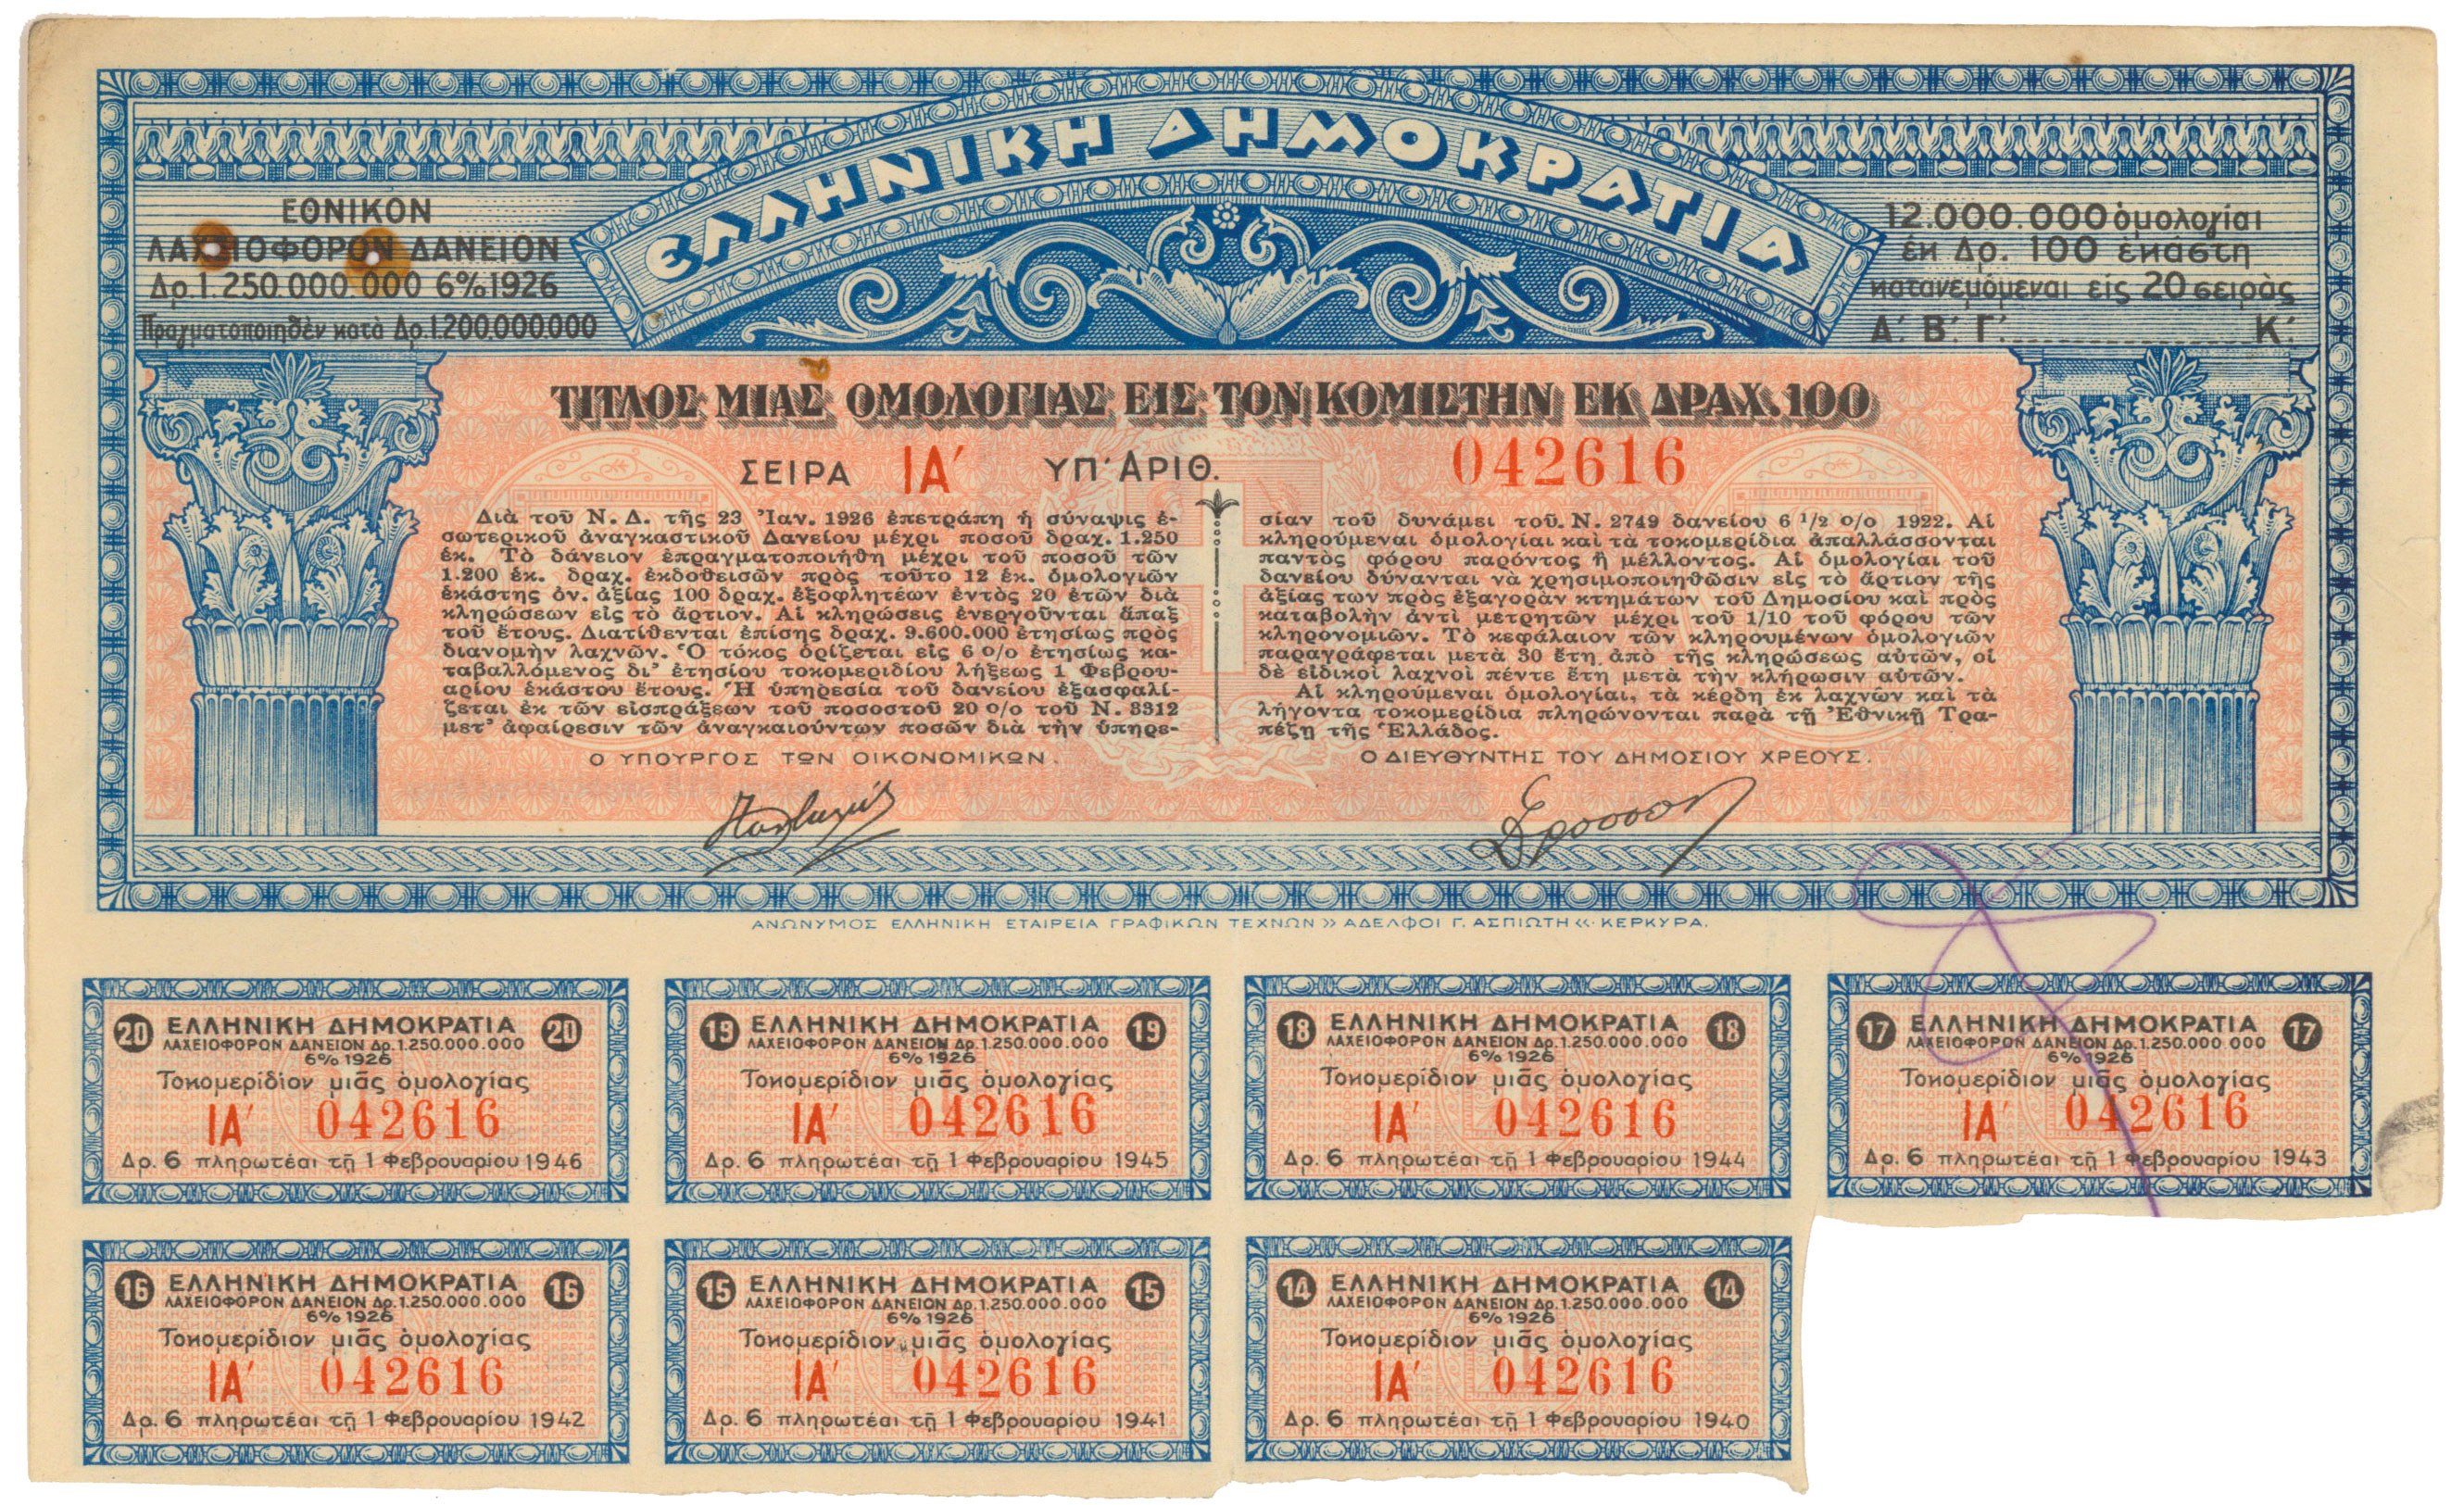 ΕΛΛΗΝΙΚΗ ΔΗΜΟΚΡΑΤΙΑ
ΕΘΝΙΚΟΝ
ΛΑΧΕΙΟΦΟΡΟΝ ΔΑΝΕΙΟΝ
Δρ. 1.250.000.000 6% 1926
Πραγματοποιηθὲν κατὰ Δρ. 1.200.000.000
12.000.000 ὁμολογίαι
ἐκ Δρ. 100 ἑκάστη
κατανεμόμεναι εἰς 20 σειρὰς
Α΄. Β΄. Γ΄. Κ΄.
ΤΙΤΛΟΣ ΜΙΑΣ ΟΜΟΛΟΓΙΑΣ ΕΙΣ ΤΟΝ ΚΟΜΙΣΤΗΝ ΕΚ ΔΡΑΧ. 100
ΣΕΙΡΑ ΙΑ΄ ΥΠ' ΑΡΙΘ. 042616
Διὰ τοῦ Ν. Δ. τῆς 23 Ἰαν. 1926 ἐπετράπη ἡ σύναψις ἐ-
σωτερικοῦ ἀναγκαστικοῦ Δανείου μέχρι ποσοῦ δραχ. 1.250
ἑκ. Τὸ δάνειον ἐπραγματοποιήθη μέχρι τοῦ ποσοῦ τῶν
1.200 ἑκ. δραχ. ἐκδοθεισῶν πρὸς τοῦτο 12 ἑκ. ὁμολογιῶν
ἑκάστης ὀν. ἀξίας 100 δραχ. ἐξοφλητέων ἐντὸς 20 ἐτῶν διὰ
κληρώσεων εἰς τὸ ἄρτιον. Αἱ κληρώσεις ἐνεργοῦνται ἅπαξ
τοῦ ἔτους. Διατίθενται ἐπίσης δραχ. 9.600.000 ἐτησίως πρὸς
διανομὴν λαχνῶν. Ὁ τόκος ὁρίζεται εἰς 6 ο/ο ἐτησίως κα-
ταβαλλόμενος δι' ἐτησίου τοκομεριδίου λήξεως 1 Φεβρου-
αρίου ἑκάστου ἔτους. Ἡ ὑπηρεσία τοῦ δανείου ἐξασφαλί-
ζεται ἐκ τῶν εἰσπράξεων τοῦ ποσοστοῦ 20 ο/ο τοῦ Ν. 3312
μετ' ἀφαίρεσιν τῶν ἀναγκαιούντων ποσῶν διὰ τὴν ὑπηρε-
σίαν τοῦ δυνάμει τοῦ. Ν. 2749 δανείου 6 1/2 ο/ο 1922. Αἱ
κληρούμεναι ὁμολογίαι καὶ τὰ τοκομερίδια ἀπαλλάσσονται
παντὸς φόρου παρόντος ἢ μέλλοντος. Αἱ ὁμολογίαι τοῦ
δανείου δύνανται νὰ χρησιμοποιηθῶσιν εἰς τὸ ἄρτιον τῆς
ἀξίας των πρὸς ἐξαγορὰν κτημάτων τοῦ Δημοσίου καὶ πρὸς
καταβολὴν ἀντὶ μετρητῶν μέχρι τοῦ 1/10 τοῦ φόρου τῶν
κληρονομιῶν. Τὸ κεφάλαιον τῶν κληρουμένων ὁμολογιῶν
παραγράφεται μετὰ 30 ἔτη ἀπὸ τῆς κληρώσεως αὐτῶν, οἱ
δὲ εἰδικοὶ λαχνοὶ πέντε ἔτη μετὰ τὴν κλήρωσιν αὐτῶν.
Αἱ κληρούμεναι ὁμολογίαι, τὰ κέρδη ἐκ λαχνῶν καὶ τὰ
λήγοντα τοκομερίδια πληρώνονται παρὰ τῇ Ἐθνικῇ Τρα-
πέζῃ τῆς Ἑλλάδος.
Ο ΥΠΟΥΡΓΟΣ ΤΩΝ ΟΙΚΟΝΟΜΙΚΩΝ.
Ο ΔΙΕΥΘΥΝΤΗΣ ΤΟΥ ΔΗΜΟΣΙΟΥ ΧΡΕΟΥΣ.
ΑΝΩΝΥΜΟΣ ΕΛΛΗΝΙΚΗ ΕΤΑΙΡΕΙΑ ΓΡΑΦΙΚΩΝ ΤΕΧΝΩΝ » ΑΔΕΛΦΟΙ Γ. ΑΣΠΙΩΤΗ «· ΚΕΡΚΥΡΑ.
20 ΕΛΛΗΝΙΚΗ ΔΗΜΟΚΡΑΤΙΑ 20
ΛΑΧΕΙΟΦΟΡΟΝ ΔΑΝΕΙΟΝ Δρ. 1.250.000.000
6% 1926
Τοκομερίδιον μιᾶς ὁμολογίας
ΙΑ΄ 042616
Δρ. 6 πληρωτέαι τῇ 1 Φεβρουαρίου 1946
19 ΕΛΛΗΝΙΚΗ ΔΗΜΟΚΡΑΤΙΑ 19
ΛΑΧΕΙΟΦΟΡΟΝ ΔΑΝΕΙΟΝ Δρ. 1.250.000.000
6% 1926
Τοκομερίδιον μιᾶς ὁμολογίας
ΙΑ΄ 042616
Δρ. 6 πληρωτέαι τῇ 1 Φεβρουαρίου 1945
18 ΕΛΛΗΝΙΚΗ ΔΗΜΟΚΡΑΤΙΑ 18
ΛΑΧΕΙΟΦΟΡΟΝ ΔΑΝΕΙΟΝ Δρ. 1.250.000.000
6% 1926
Τοκομερίδιον μιᾶς ὁμολογίας
ΙΑ΄ 042616
Δρ. 6 πληρωτέαι τῇ 1 Φεβρουαρίου 1944
17 ΕΛΛΗΝΙΚΗ ΔΗΜΟΚΡΑΤΙΑ 17
ΛΑΧΕΙΟΦΟΡΟΝ ΔΑΝΕΙΟΝ Δρ. 1.250.000.000
6% 1926
Τοκομερίδιον μιᾶς ὁμολογίας
ΙΑ΄ 042616
Δρ. 6 πληρωτέαι τῇ 1 Φεβρουαρίου 1943
16 ΕΛΛΗΝΙΚΗ ΔΗΜΟΚΡΑΤΙΑ 16
ΛΑΧΕΙΟΦΟΡΟΝ ΔΑΝΕΙΟΝ Δρ. 1.250.000.000
6% 1926
Τοκομερίδιον μιᾶς ὁμολογίας
ΙΑ΄ 042616
Δρ. 6 πληρωτέαι τῇ 1 Φεβρουαρίου 1942
15 ΕΛΛΗΝΙΚΗ ΔΗΜΟΚΡΑΤΙΑ 15
ΛΑΧΕΙΟΦΟΡΟΝ ΔΑΝΕΙΟΝ Δρ. 1.250.000.000
6% 1926
Τοκομερίδιον μιᾶς ὁμολογίας
ΙΑ΄ 042616
Δρ. 6 πληρωτέαι τῇ 1 Φεβρουαρίου 1941
14 ΕΛΛΗΝΙΚΗ ΔΗΜΟΚΡΑΤΙΑ 14
ΛΑΧΕΙΟΦΟΡΟΝ ΔΑΝΕΙΟΝ Δρ. 1.250.000.000
6% 1926
Τοκομερίδιον μιᾶς ὁμολογίας
ΙΑ΄ 042616
Δρ. 6 πληρωτέαι τῇ 1 Φεβρουαρίου 1940